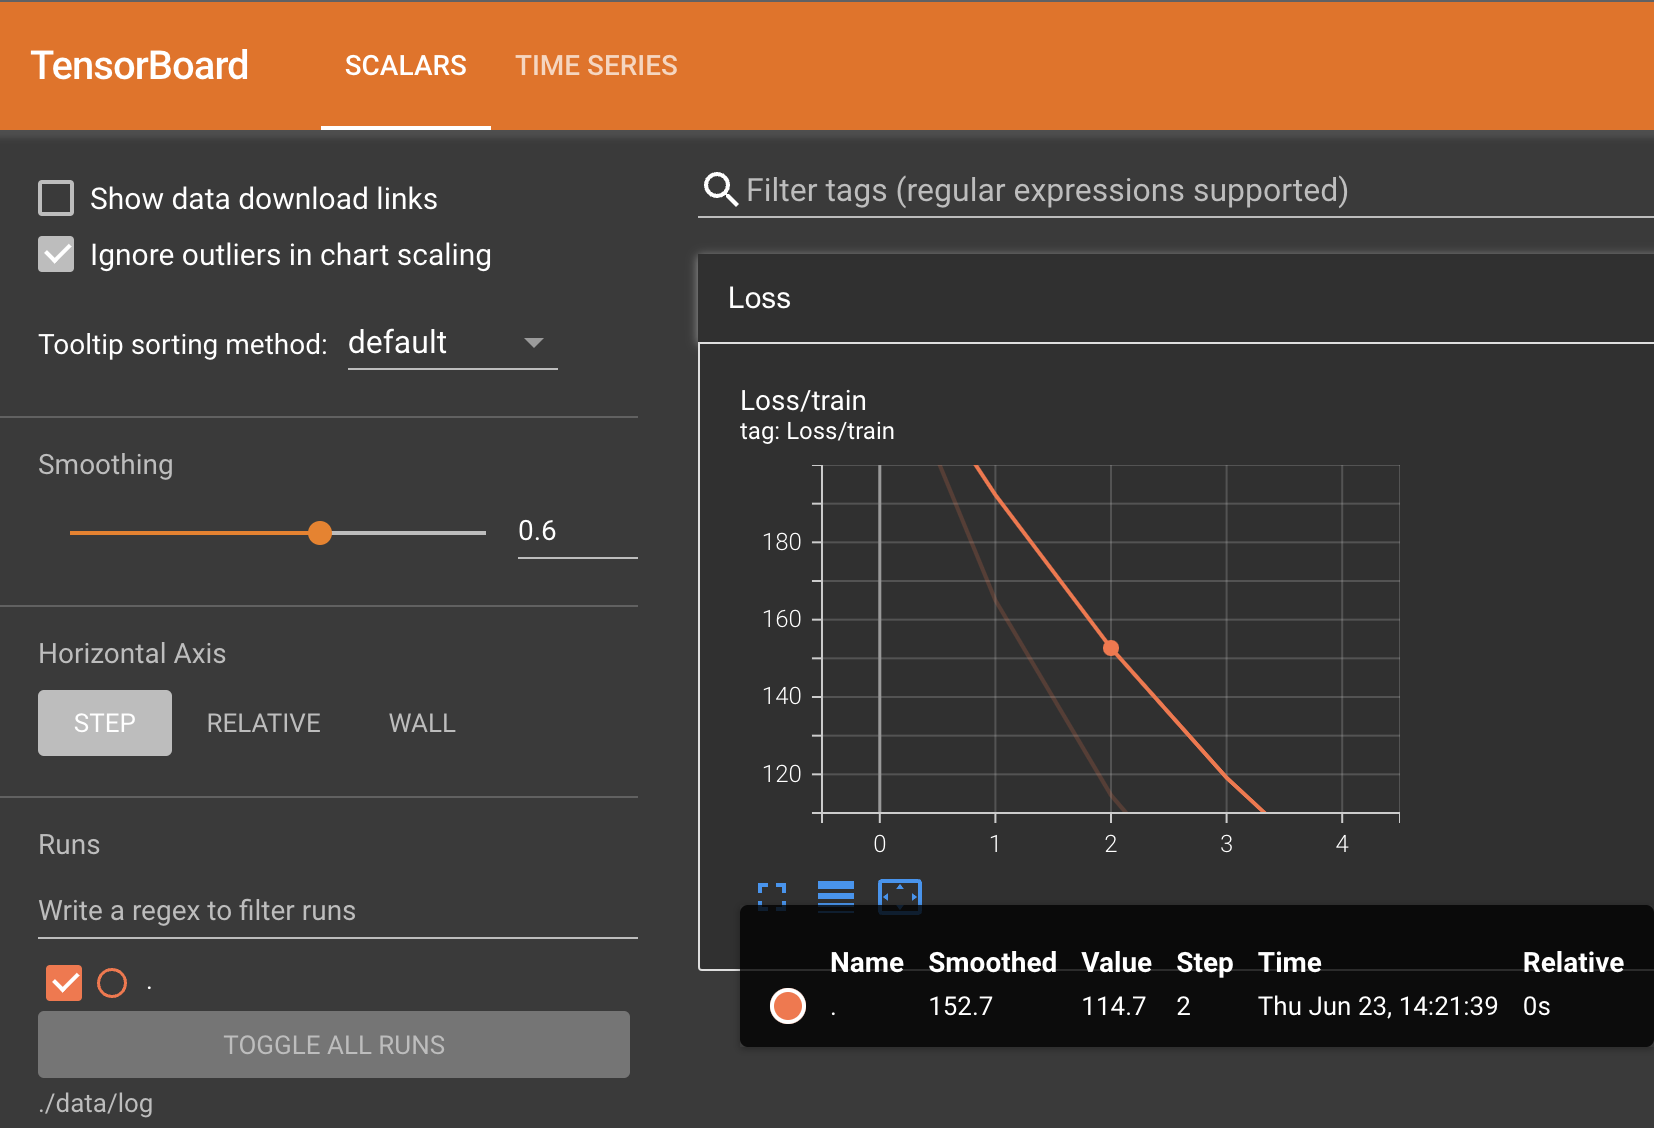 TensorBoard SCALARS TIME SERIES
Show data download links
Ignore outliers in chart scaling
Tooltip sorting method: default
Smoothing
0.6
Horizontal Axis
STEP RELATIVE WALL
Runs
Write a regex to filter runs
.
TOGGLE ALL RUNS
./data/log
Filter tags (regular expressions supported)
Loss
Loss/train
tag: Loss/train
180
160
140
120
0 1 2 3 4
Name Smoothed Value Step Time Relative
. 152.7 114.7 2 Thu Jun 23, 14:21:39 0s